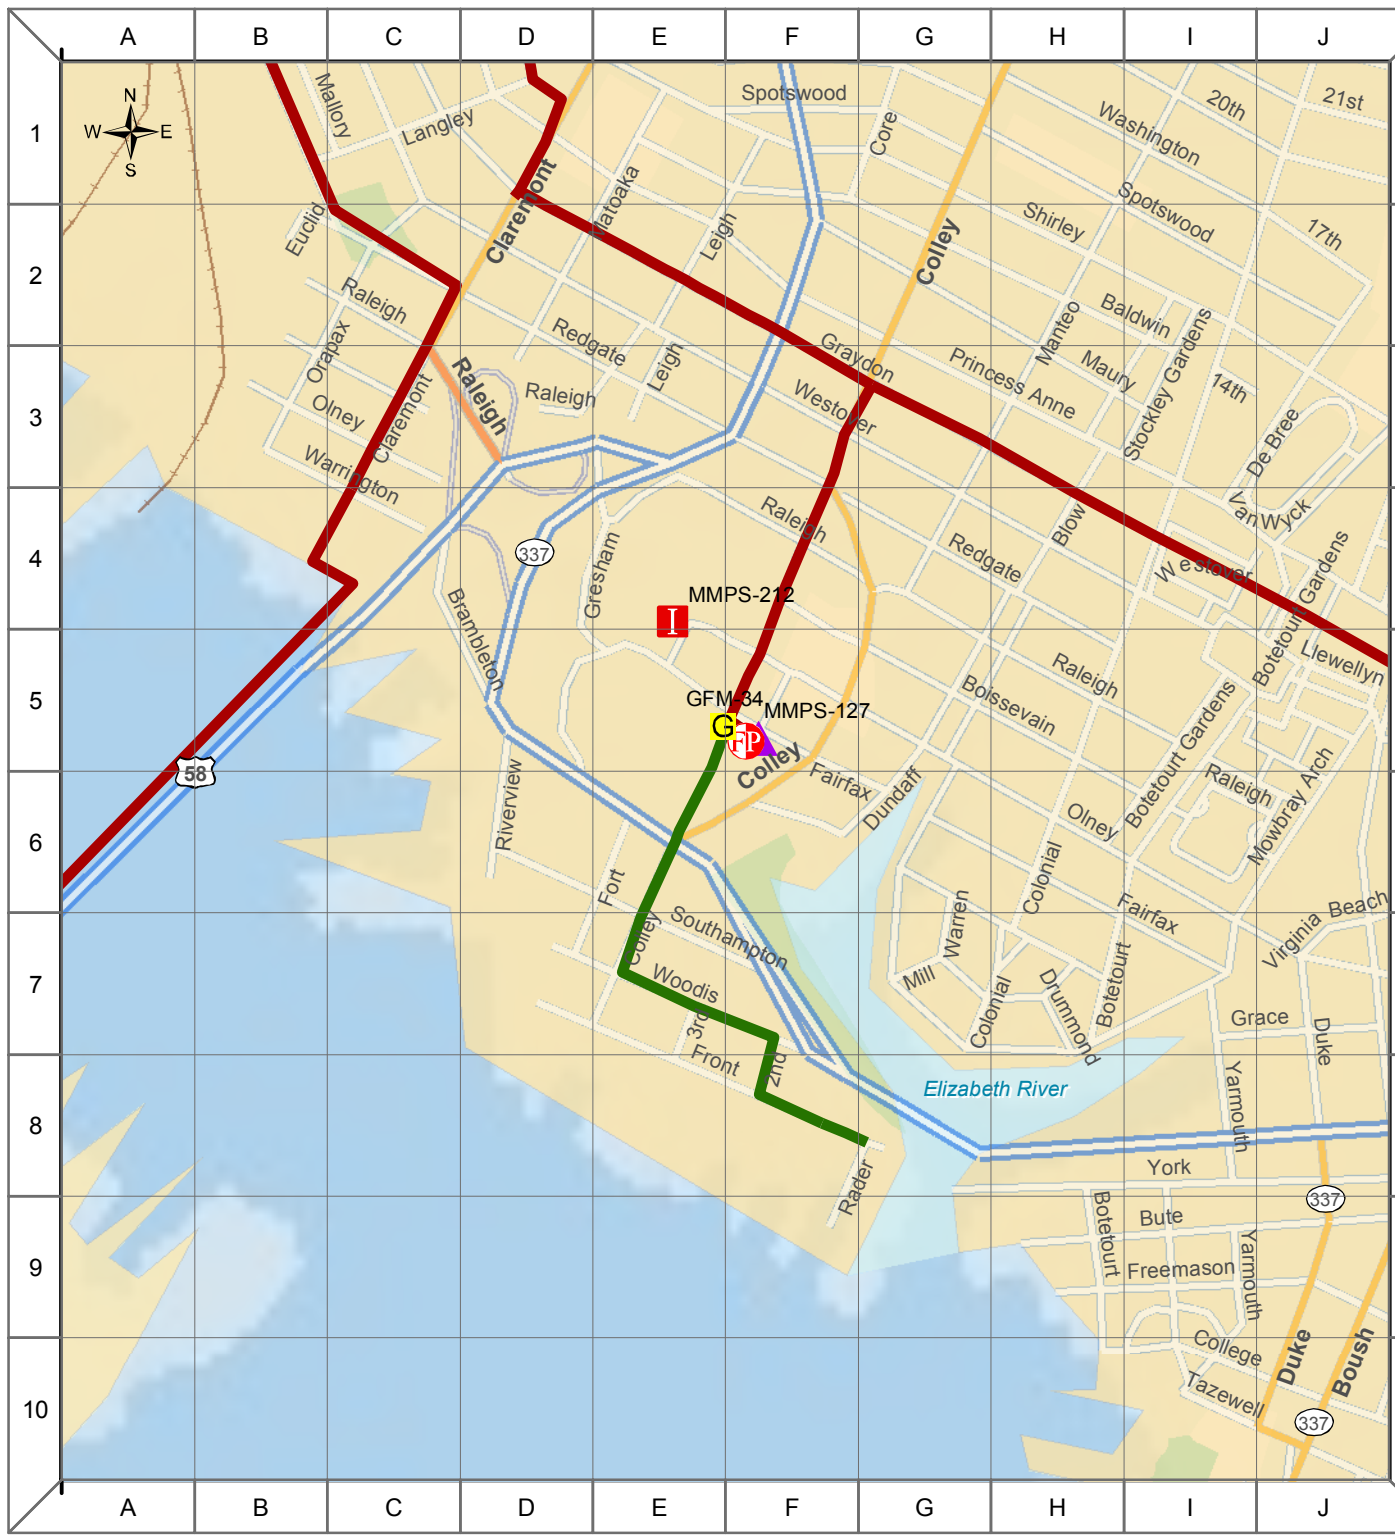 A B C D E F G H I J
1
N
W E
S
Mallory
Langley
Spotswood
Core
Washington
20th
21st
Claremont
Matoaka
2
Euclid
Leigh
Colley
Shirley
Spotswood
17th
Raleigh
Orapax
Redgate
Leigh
Graydon
Manteo
Baldwin
Stockley Gardens
3
Olney
Claremont
Raleigh
Raleigh
Westover
Princess Anne
Maury
14th
De Bree
Warrington
Van Wyck
4
337
Gresham
Raleigh
Redgate
Blow
Westover
Botetourt Gardens
MMPS-212
I
Brambleton
5
GFM-34
MMPS-127
G
FP
Colley
Raleigh
Boissevain
Llewellyn
58
Fairfax
Dundaff
Botetourt Gardens
Raleigh
Mowbray Arch
6
Riverview
Olney
Fort
Colonial
Colley
Southampton
Warren
Fairfax
Virginia Beach
7
Woodis
3rd
Mill
Colonial
Drummond
Botetourt
Grace
Duke
Front
2nd
Elizabeth River
Yarmouth
8
York
Rader
Botetourt
337
Bute
9
Freemason
Yarmouth
College
Duke
Boush
Tazewell
10
337
A B C D E F G H I J